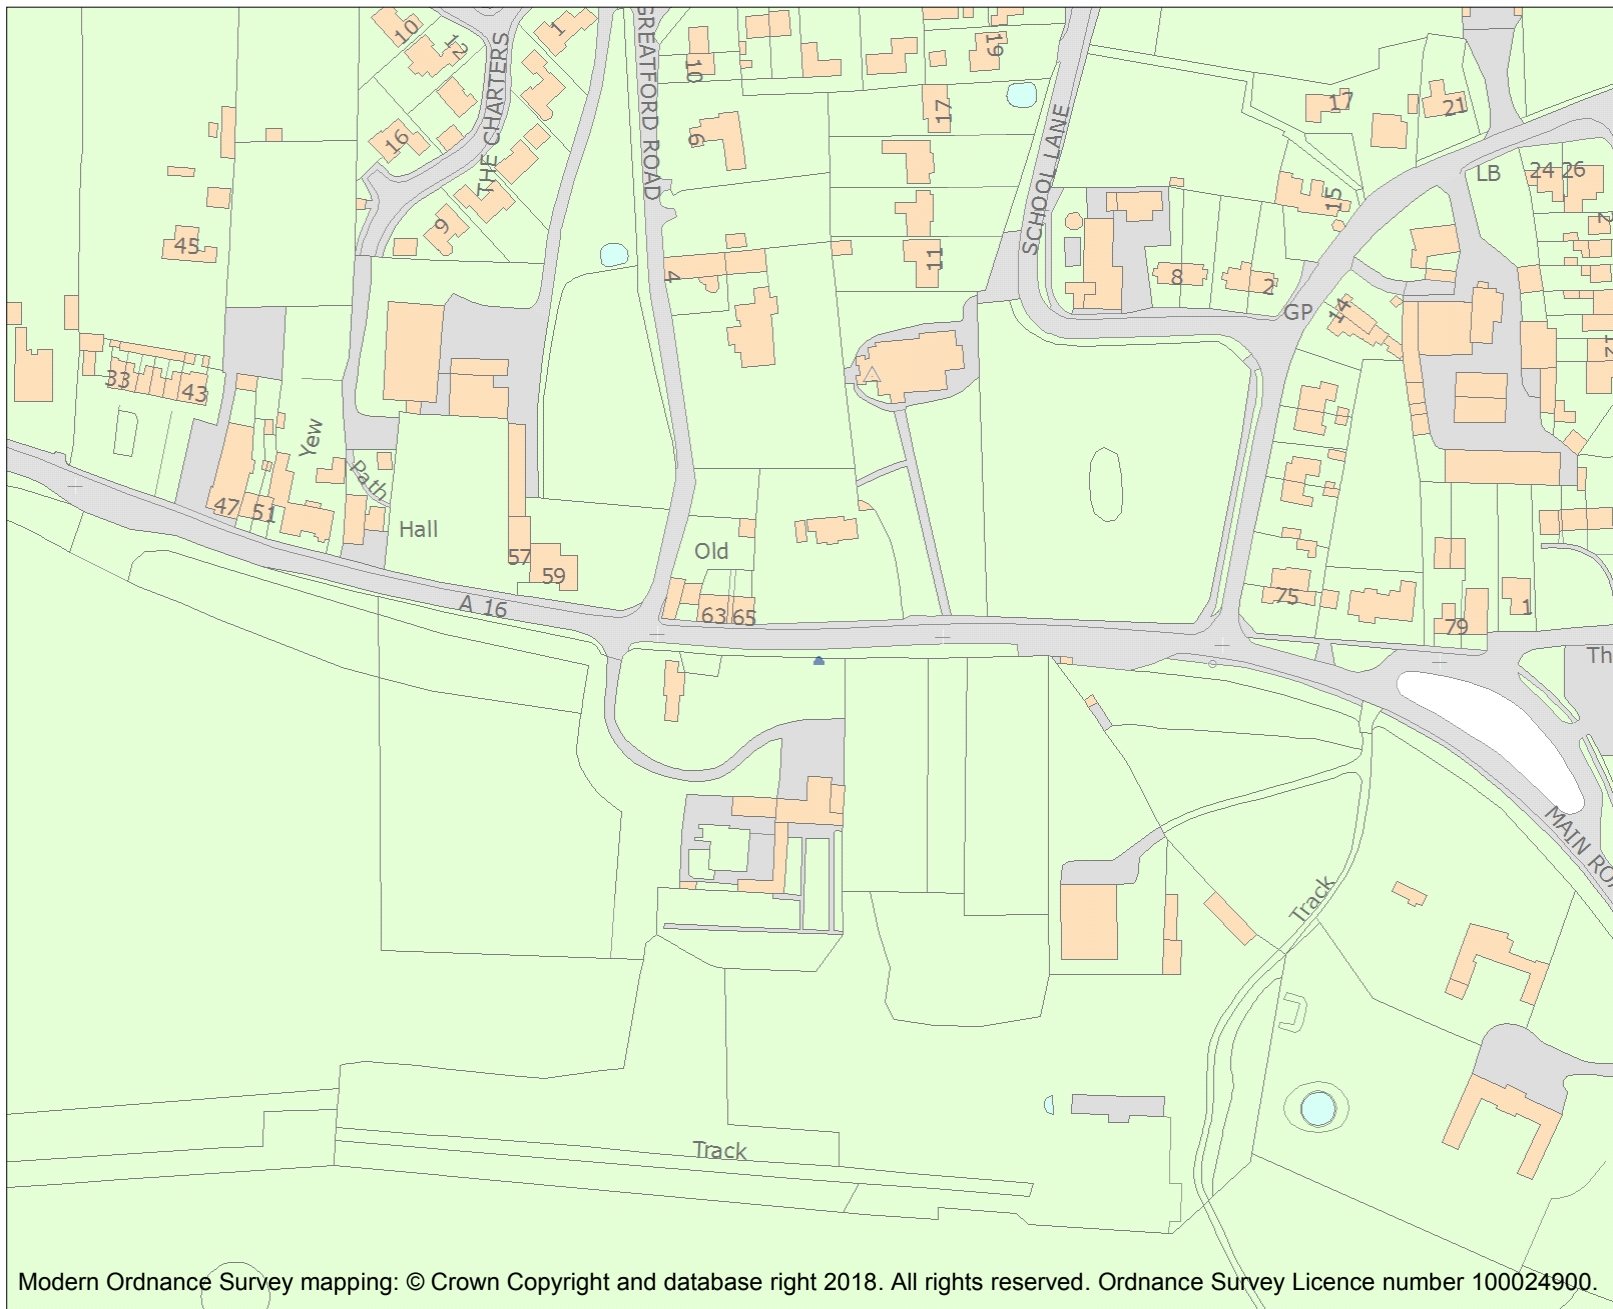 10
12
1
THE CHARTERS
16
9
GREATFORD ROAD
10
6
4
19
17
11
SCHOOL LANE
17
21
LB
24 26
15
8
2
GP
14
45
33
43
Yew
Path
47
51
Hall
57
59
Old
63 65
A 16
75
79
1
Th
MAIN RO
Track
Track
Modern Ordnance Survey mapping: © Crown Copyright and database right 2018. All rights reserved. Ordnance Survey Licence number 100024900.